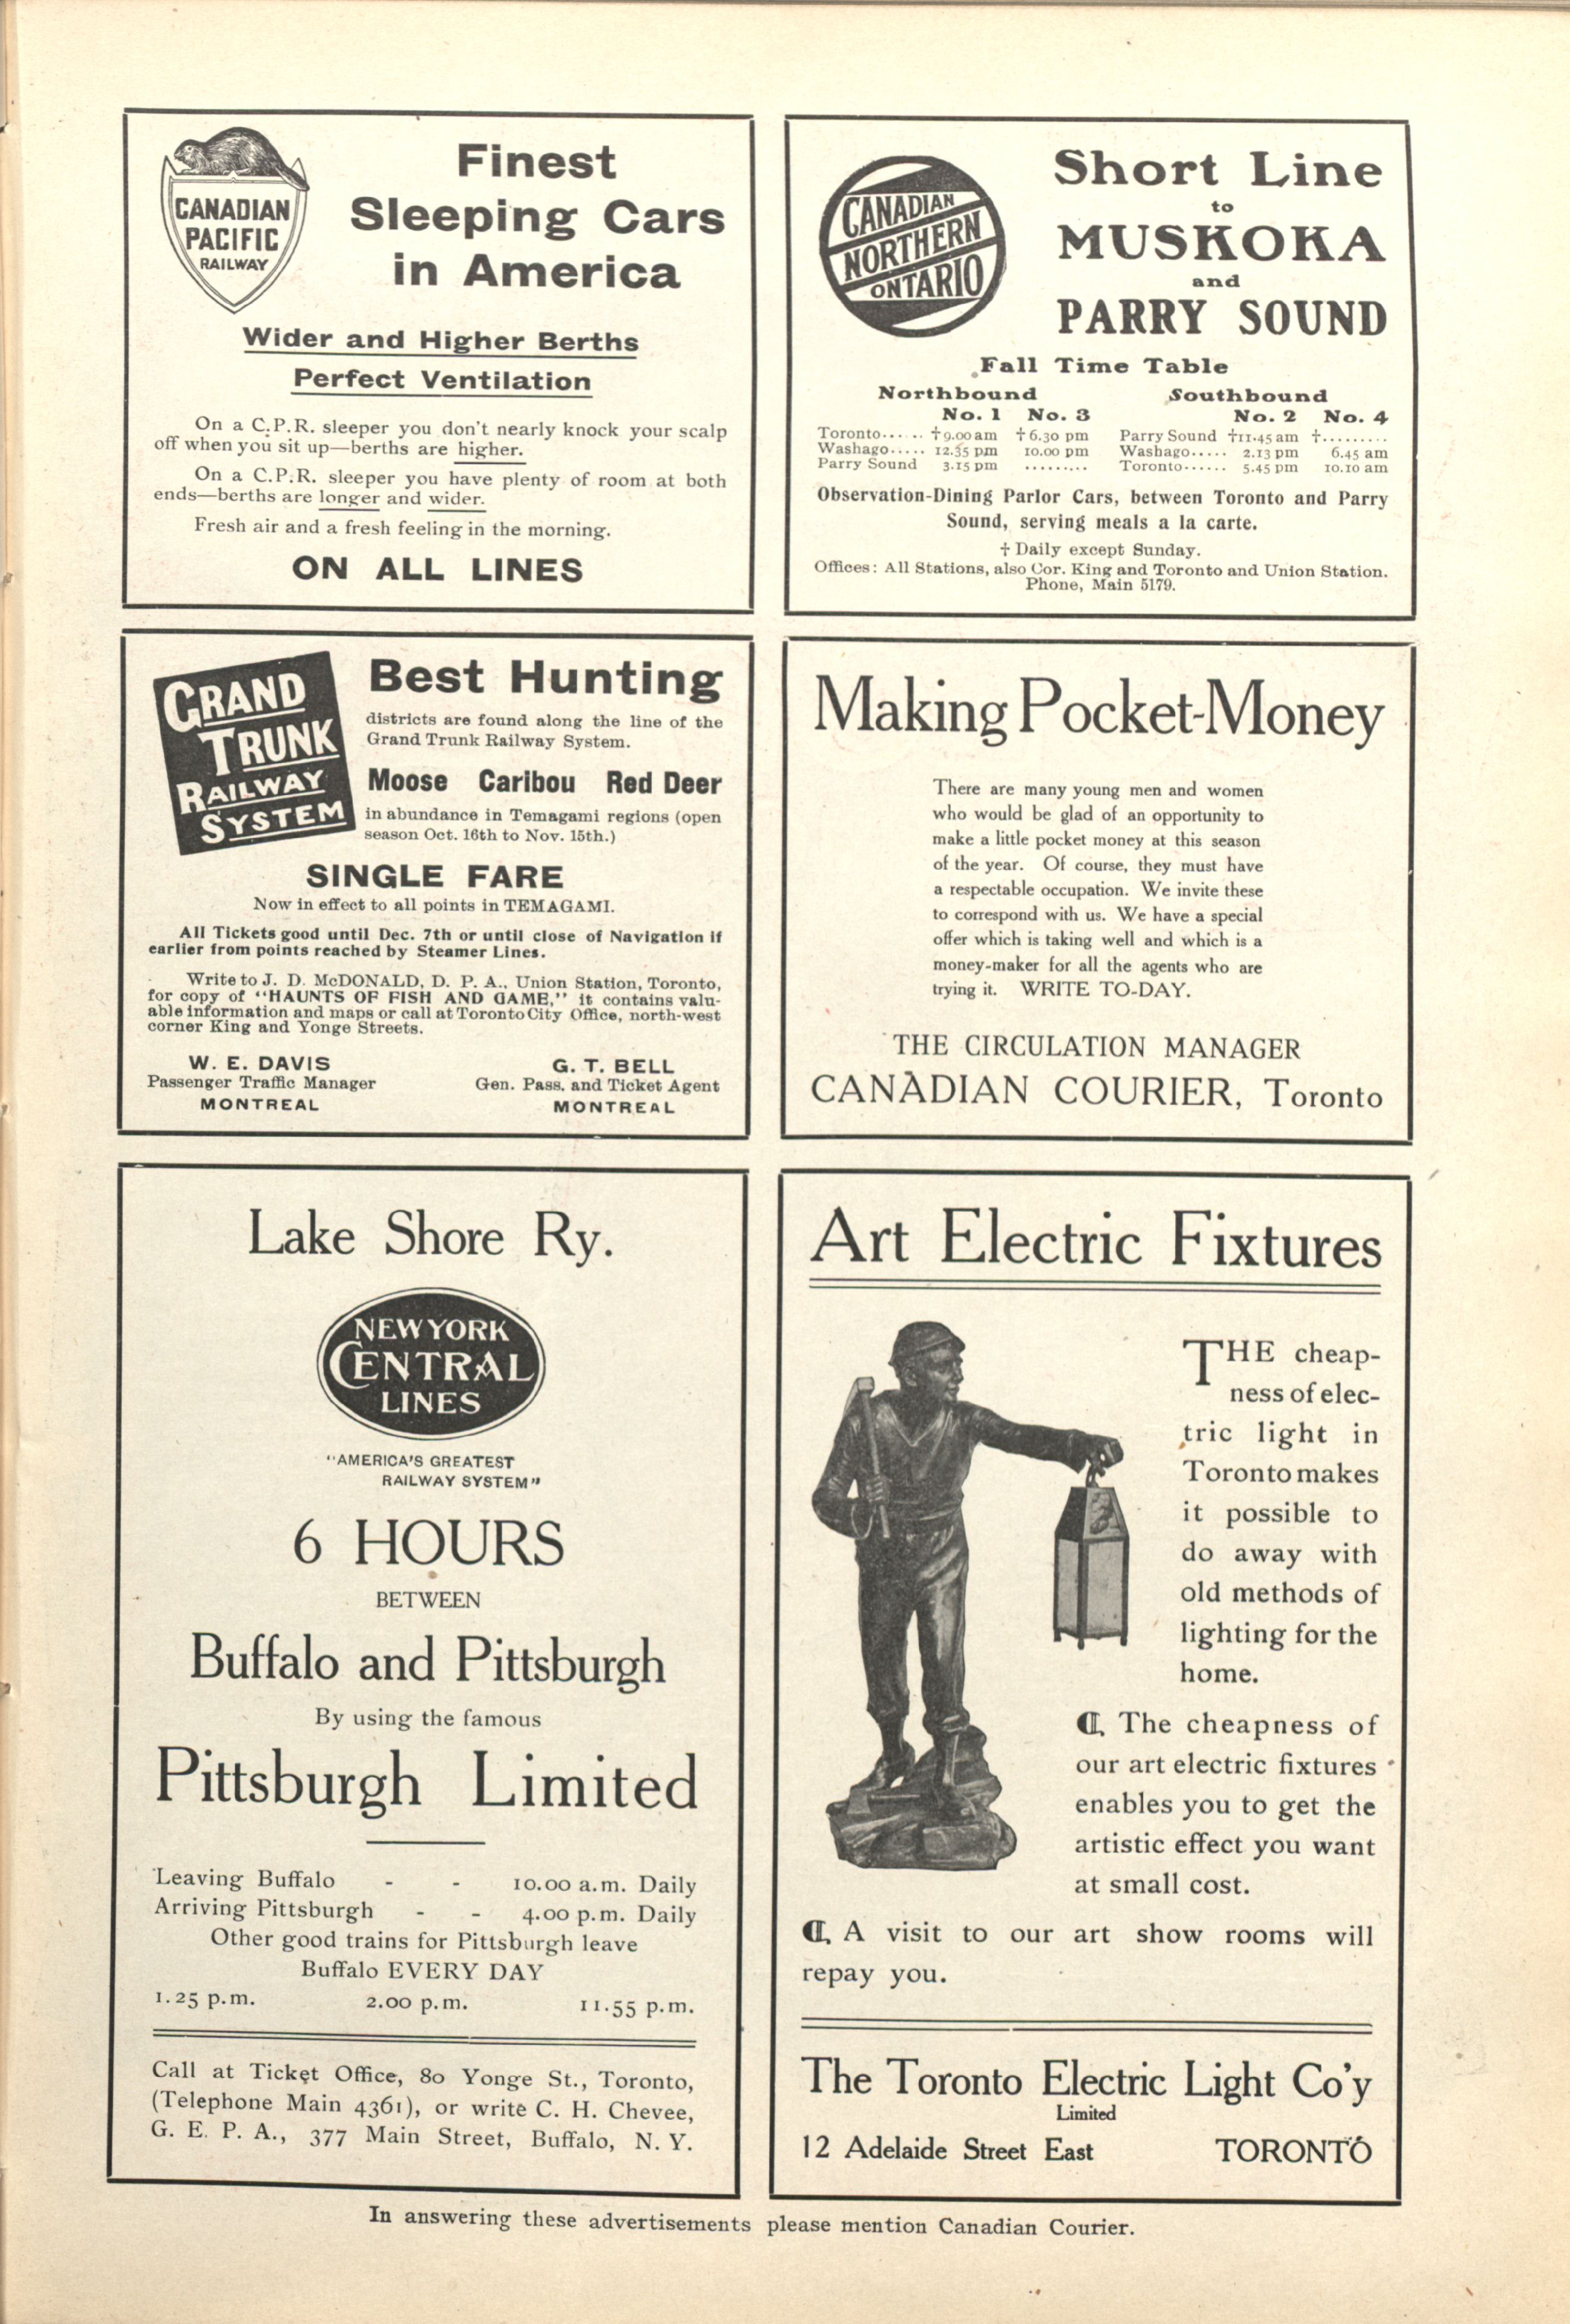 CANADIAN
PACIFIC
RAILWAY
Finest
Sleeping Cars
in America
Wider and Higher Berths
Perfect Ventilation
On a C.P.R. sleeper you don't nearly knock your scalp
off when you sit up—berths are higher.
On a C.P.R. sleeper you have plenty of room at both
ends—berths are longer and wider.
Fresh air and a fresh feeling in the morning.
ON ALL LINES
CANADIAN
NORTHERN
ONTARIO
Short Line
to
MUSKOKA
and
PARRY SOUND
Fall Time Table
Northbound Southbound
No. 1 No. 3 No. 2 No. 4
Toronto...... †9.00 am †6.30 pm Parry Sound †11.45 am †.........
Washago..... 12.35 pm 10.00 pm Washago..... 2.13 pm 6.45 am
Parry Sound 3.15 pm ......... Toronto...... 5.45 pm 10.10 am
Observation-Dining Parlor Cars, between Toronto and Parry
Sound, serving meals a la carte.
† Daily except Sunday.
Offices: All Stations, also Cor. King and Toronto and Union Station.
Phone, Main 5179.
GRAND
TRUNK
RAILWAY
SYSTEM
Best Hunting
districts are found along the line of the
Grand Trunk Railway System.
Moose Caribou Red Deer
in abundance in Temagami regions (open
season Oct. 16th to Nov. 15th.)
SINGLE FARE
Now in effect to all points in TEMAGAMI.
All Tickets good until Dec. 7th or until close of Navigation if
earlier from points reached by Steamer Lines.
Write to J. D. McDONALD, D. P. A., Union Station, Toronto,
for copy of "HAUNTS OF FISH AND GAME," it contains valu-
able information and maps or call at Toronto City Office, north-west
corner King and Yonge Streets.
W. E. DAVIS
Passenger Traffic Manager
MONTREAL
G. T. BELL
Gen. Pass. and Ticket Agent
MONTREAL
Making Pocket-Money
There are many young men and women
who would be glad of an opportunity to
make a little pocket money at this season
of the year. Of course, they must have
a respectable occupation. We invite these
to correspond with us. We have a special
offer which is taking well and which is a
money-maker for all the agents who are
trying it. WRITE TO-DAY.
THE CIRCULATION MANAGER
CANADIAN COURIER, Toronto
Lake Shore Ry.
NEW YORK
CENTRAL
LINES
"AMERICA'S GREATEST
RAILWAY SYSTEM"
6 HOURS
BETWEEN
Buffalo and Pittsburgh
By using the famous
Pittsburgh Limited
Leaving Buffalo - - 10.00 a.m. Daily
Arriving Pittsburgh - - 4.00 p.m. Daily
Other good trains for Pittsburgh leave
Buffalo EVERY DAY
1.25 p.m. 2.00 p.m. 11.55 p.m.
Call at Ticket Office, 80 Yonge St., Toronto,
(Telephone Main 4361), or write C. H. Chevee,
G. E. P. A., 377 Main Street, Buffalo, N. Y.
Art Electric Fixtures
THE cheap-
ness of elec-
tric light in
Toronto makes
it possible to
do away with
old methods of
lighting for the
home.
¶ The cheapness of
our art electric fixtures
enables you to get the
artistic effect you want
at small cost.
¶ A visit to our art show rooms will
repay you.
The Toronto Electric Light Co'y
Limited
12 Adelaide Street East TORONTO
In answering these advertisements please mention Canadian Courier.